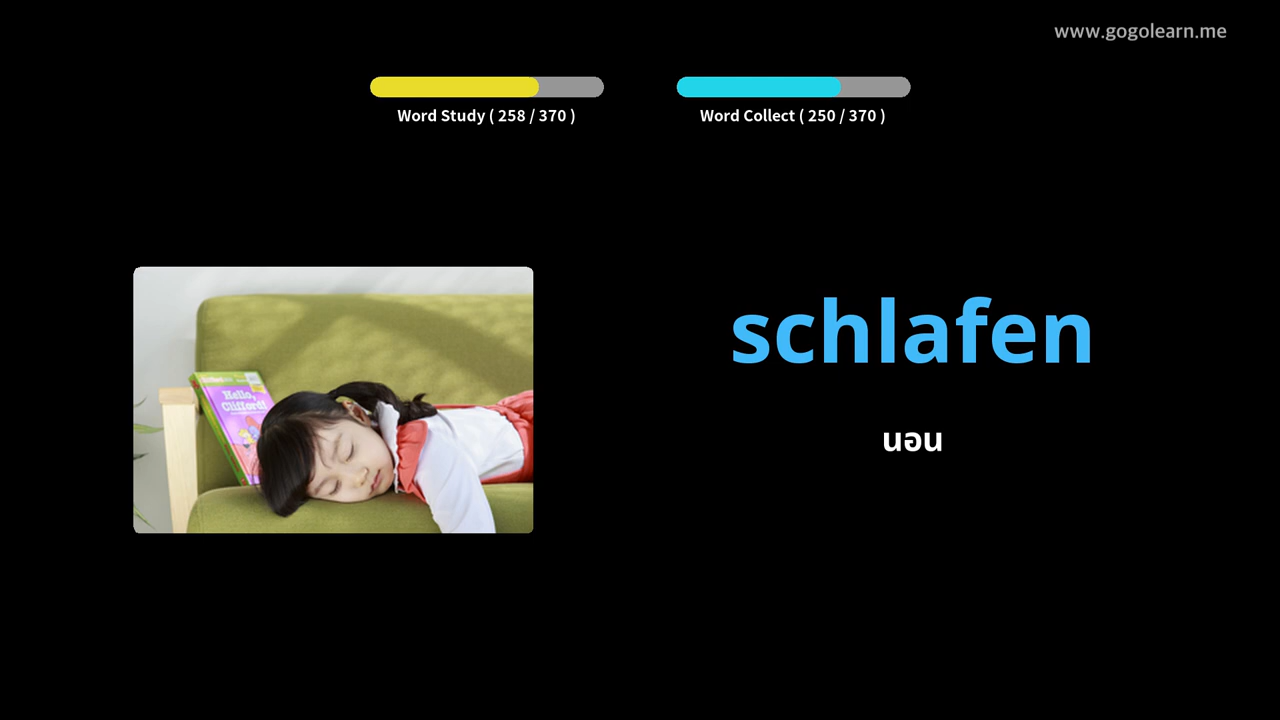 www.gogolearn.me
Word Study ( 258 / 370 )
Word Collect ( 250 / 370 )
Hello,
Clifford!
schlafen
นอน